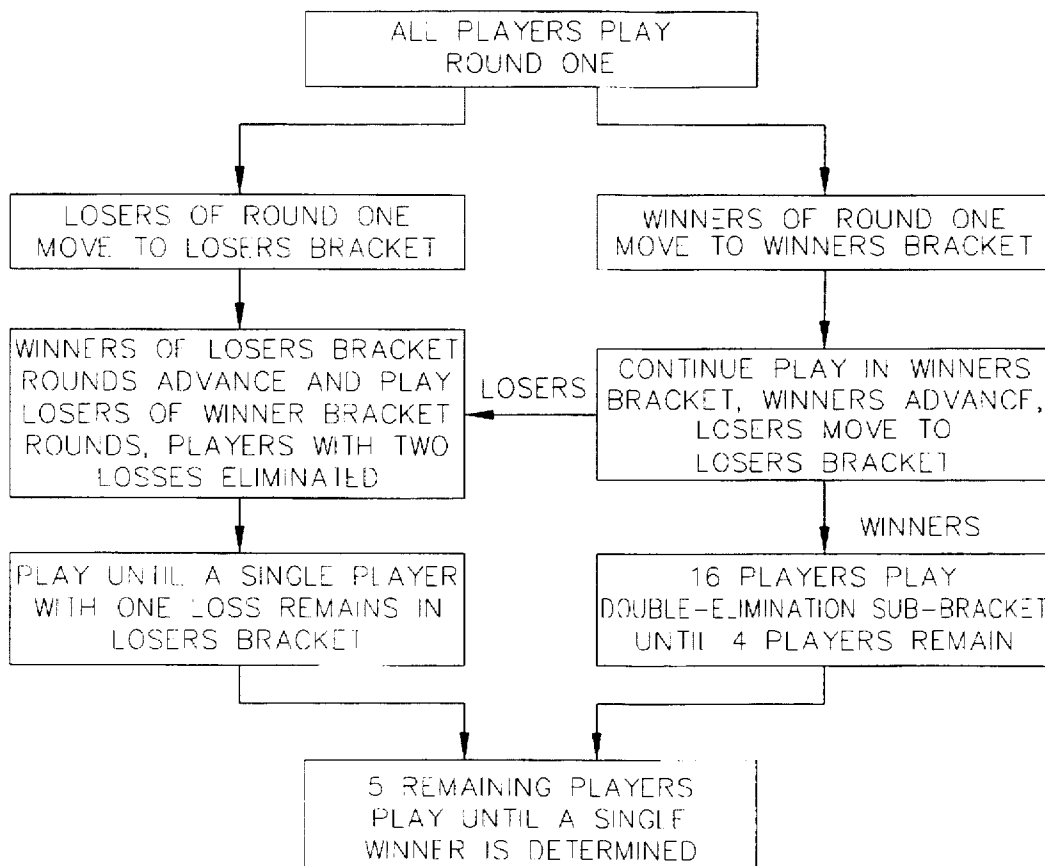 ALL PLAYERS PLAY
ROUND ONE
LOSERS OF ROUND ONE
MOVE TO LOSERS BRACKET
WINNERS OF ROUND ONE
MOVE TO WINNERS BRACKET
WINNERS OF LOSERS BRACKET
ROUNDS ADVANCE AND PLAY
LOSERS OF WINNER BRACKET
ROUNDS, PLAYERS WITH TWO
LOSSES ELIMINATED
LOSERS
CONTINUE PLAY IN WINNERS
BRACKET, WINNERS ADVANCE,
LOSERS MOVE TO
LOSERS BRACKET
WINNERS
PLAY UNTIL A SINGLE PLAYER
WITH ONE LOSS REMAINS IN
LOSERS BRACKET
16 PLAYERS PLAY
DOUBLE-ELIMINATION SUB-BRACKET
UNTIL 4 PLAYERS REMAIN
5 REMAINING PLAYERS
PLAY UNTIL A SINGLE
WINNER IS DETERMINED